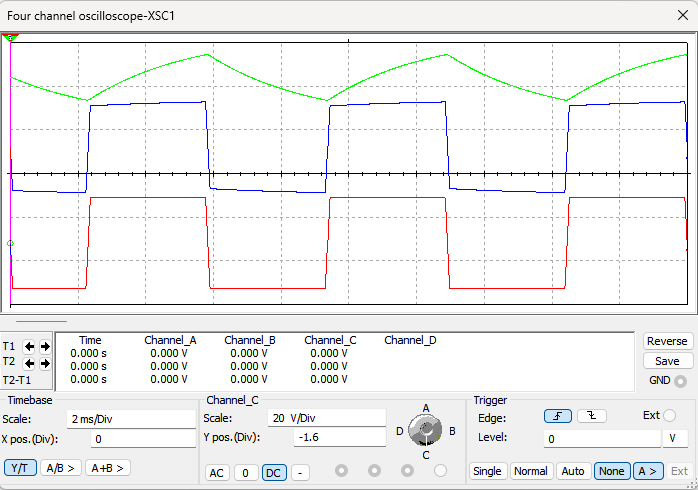 Four channel oscilloscope-XSC1
T1
T2
T2-T1
Time Channel_A Channel_B Channel_C Channel_D
0.000 s 0.000 V 0.000 V 0.000 V
0.000 s 0.000 V 0.000 V 0.000 V
0.000 s 0.000 V 0.000 V 0.000 V
Reverse
Save
GND
Timebase
Scale: 2 ms/Div
X pos.(Div): 0
Y/T A/B > A+B >
Channel_C
Scale: 20 V/Div
Y pos.(Div): -1.6
AC 0 DC -
A
D B
C
Trigger
Edge: Ext
Level: 0 V
Single Normal Auto None A > Ext